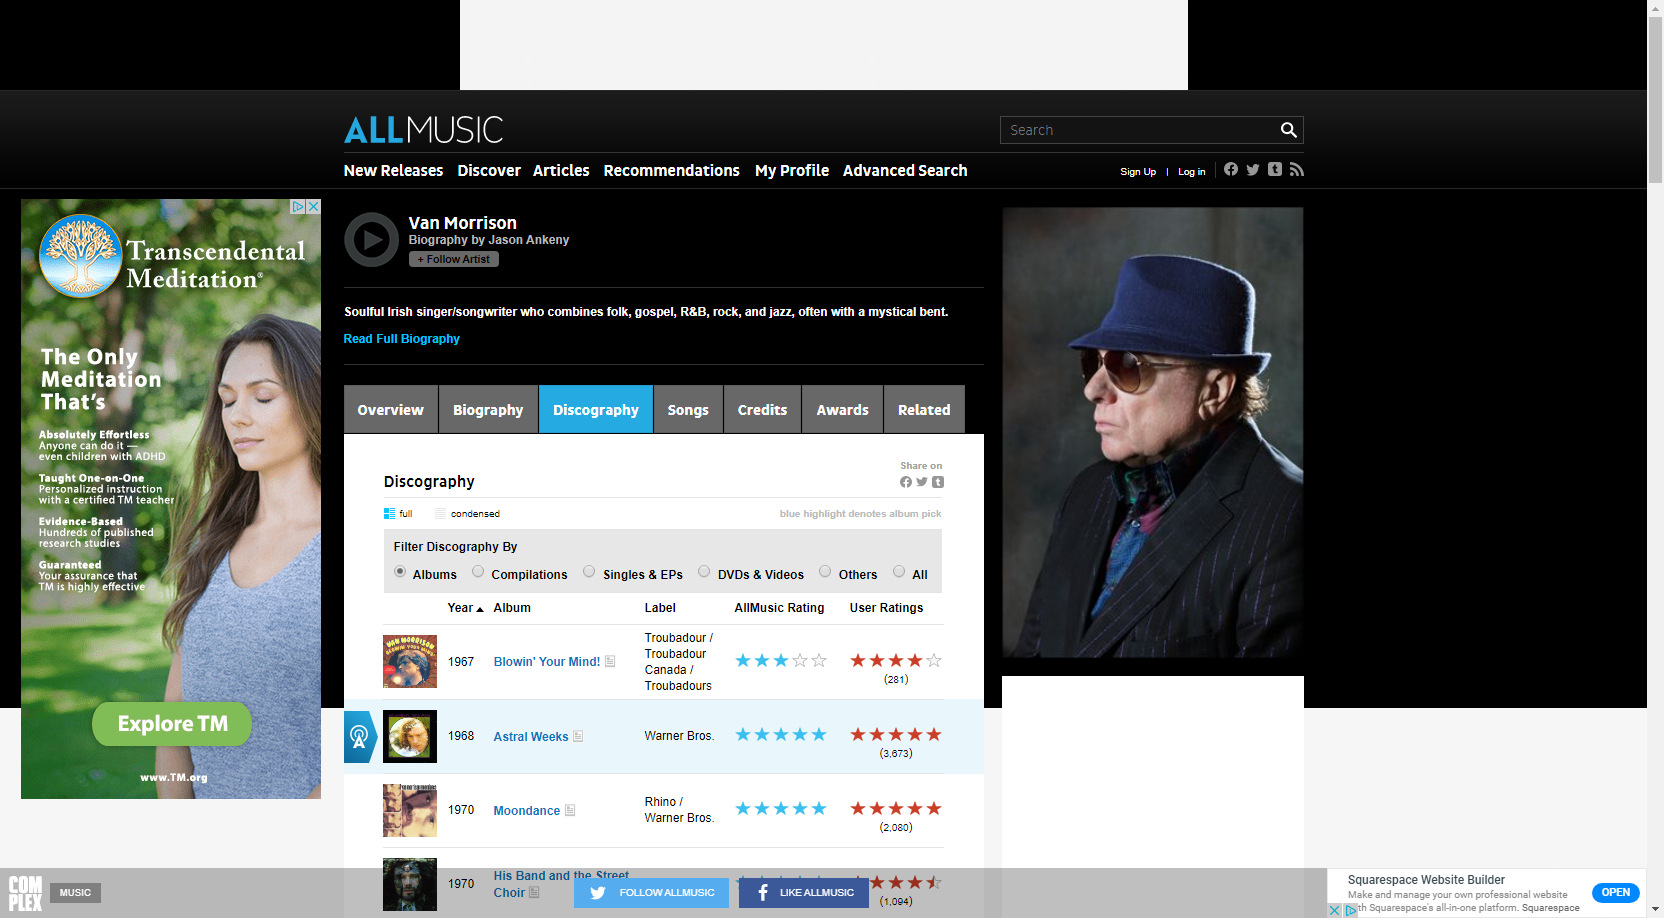 ALLMUSIC
Search
New Releases Discover Articles Recommendations My Profile Advanced Search
Sign Up | Log in
Transcendental
Meditation®
The Only
Meditation
That's
Absolutely Effortless
Anyone can do it —
even children with ADHD
Taught One-on-One
Personalized instruction
with a certified TM teacher
Evidence-Based
Hundreds of published
research studies
Guaranteed
Your assurance that
TM is highly effective
Explore TM
www.TM.org
Van Morrison
Biography by Jason Ankeny
+ Follow Artist
Soulful Irish singer/songwriter who combines folk, gospel, R&B, rock, and jazz, often with a mystical bent.
Read Full Biography
Overview Biography Discography Songs Credits Awards Related
Share on
Discography
full condensed blue highlight denotes album pick
Filter Discography By
Albums Compilations Singles & EPs DVDs & Videos Others All
Year Album Label AllMusic Rating User Ratings
1967 Blowin' Your Mind! Troubadour /
Troubadour
Canada /
Troubadours
(281)
1968 Astral Weeks Warner Bros.
(3,673)
1970 Moondance Rhino /
Warner Bros.
(2,080)
1970 His Band and the Street
Choir
(1,094)
COMPLEX
MUSIC
FOLLOW ALLMUSIC
LIKE ALLMUSIC
Squarespace Website Builder
Make and manage your own professional website
with Squarespace's all-in-one platform. Squarespace
OPEN